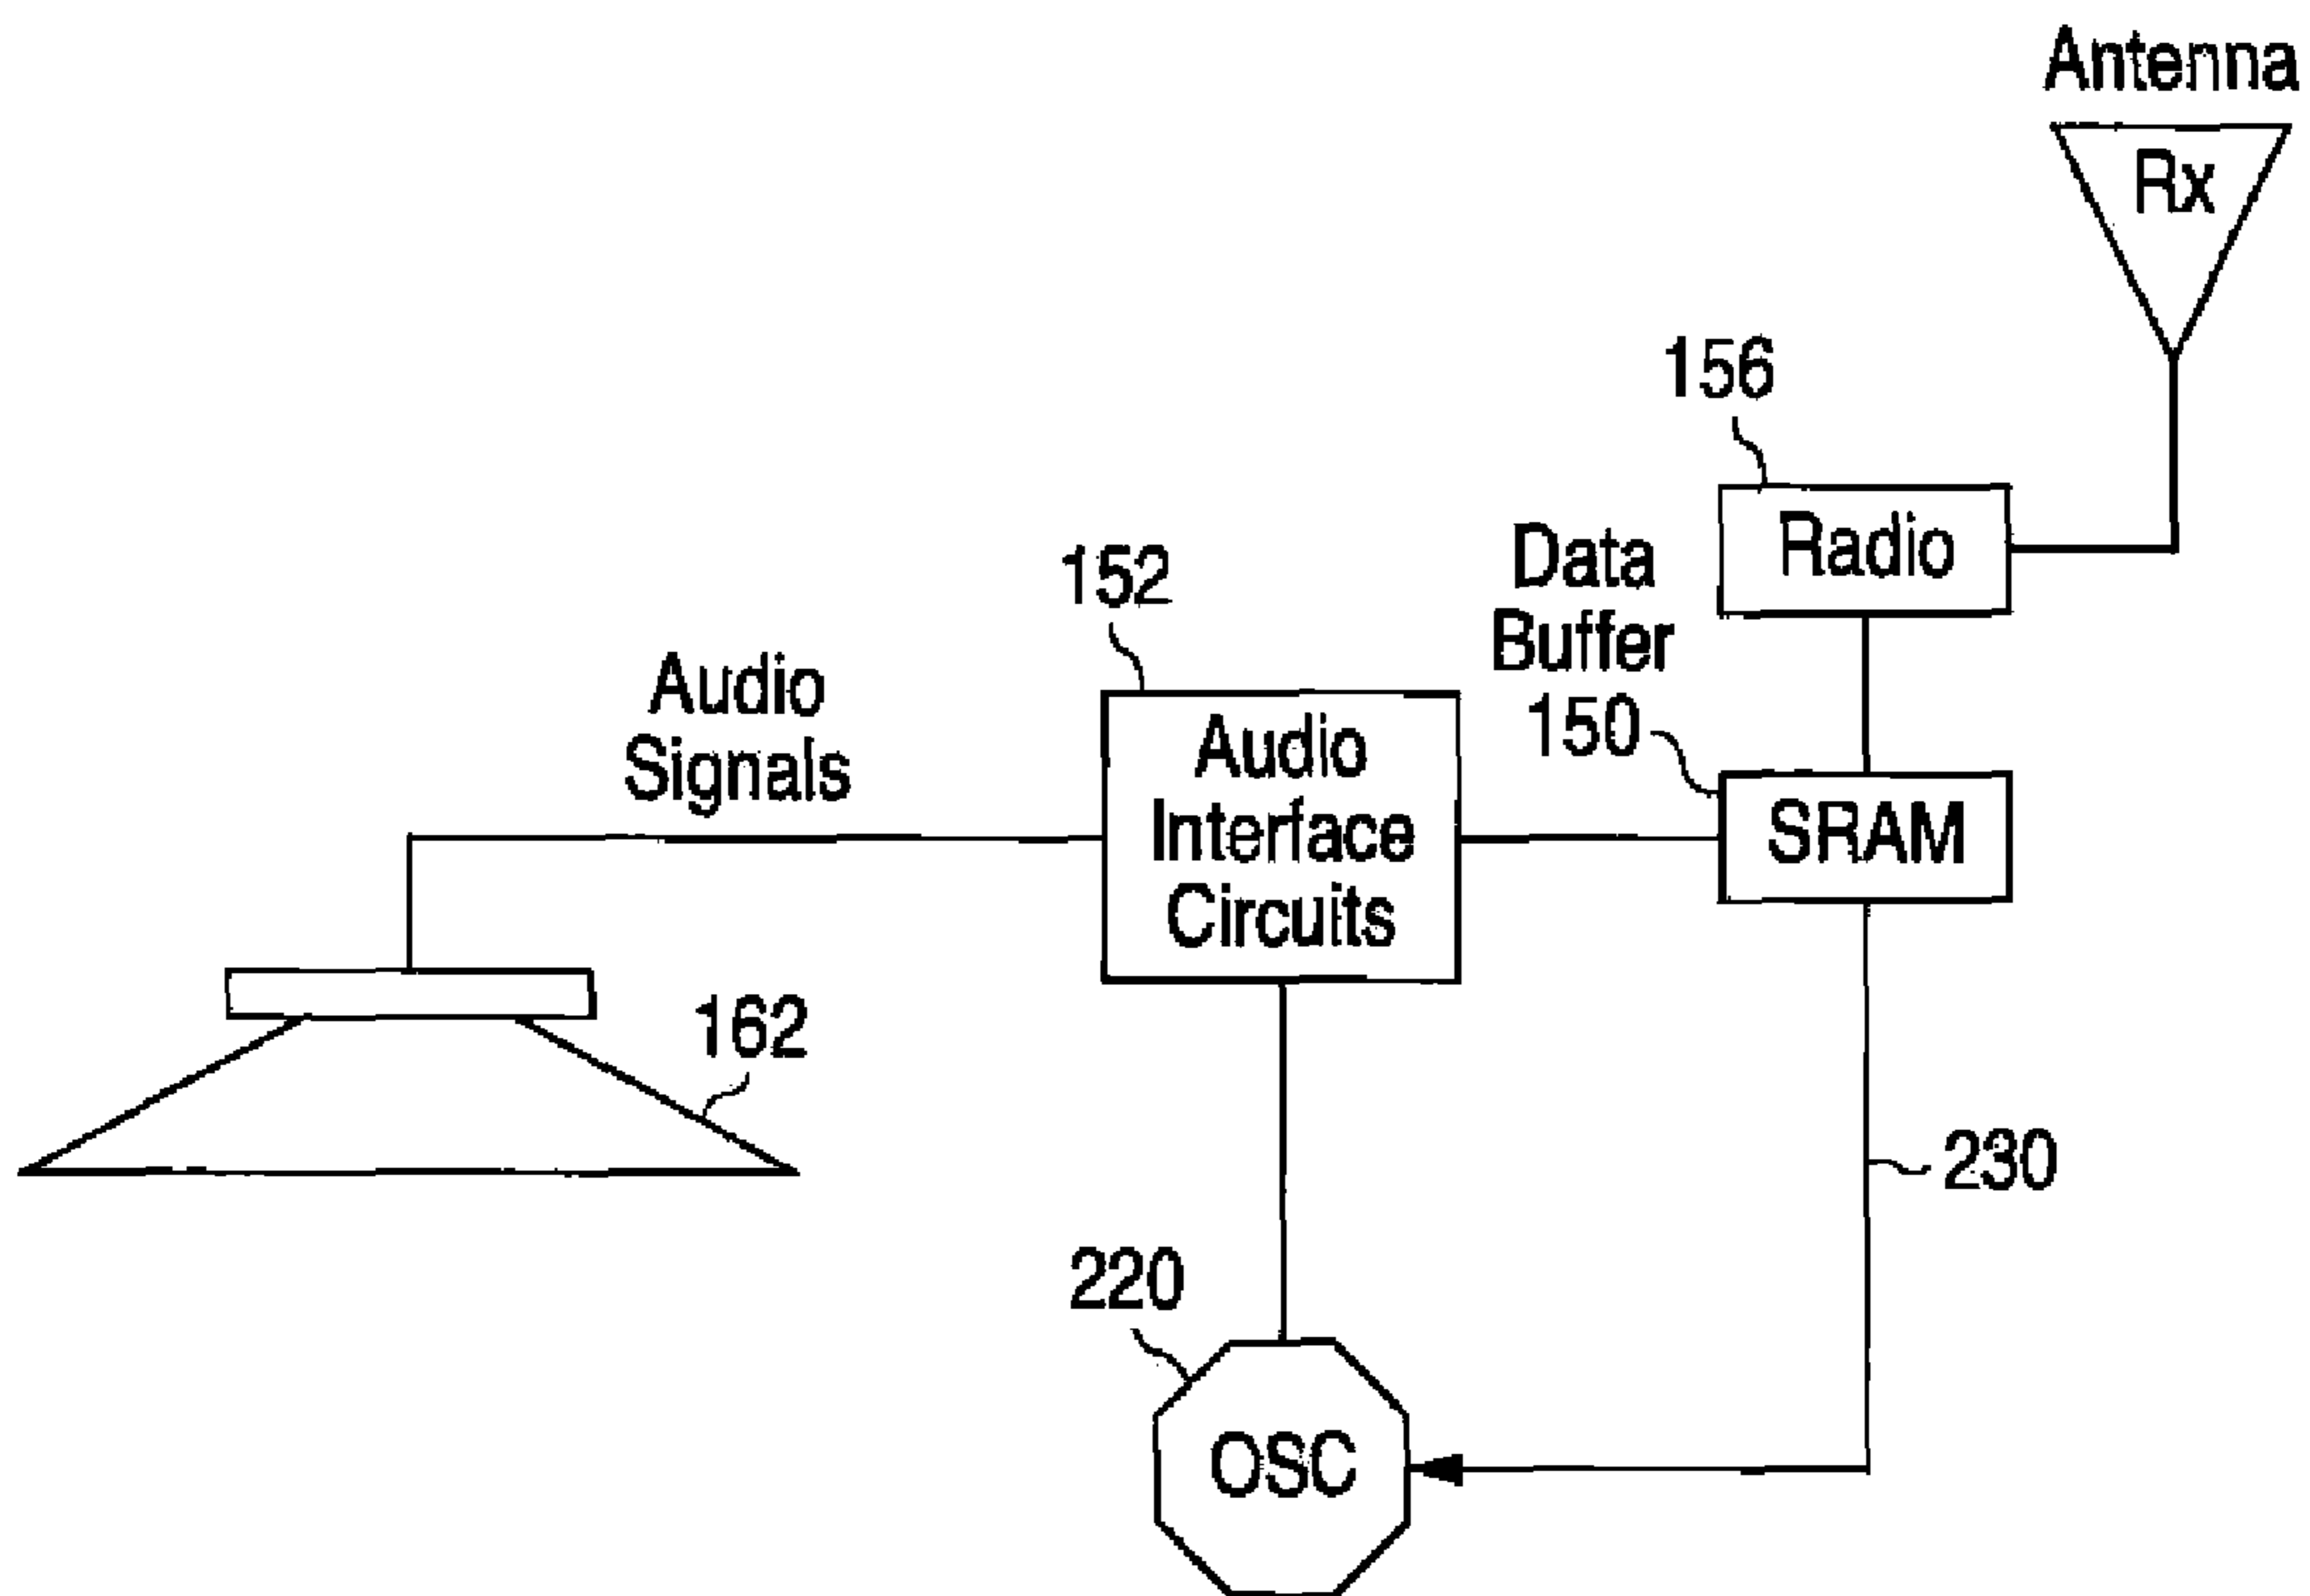 Antenna
Rx
156
Radio
Data
Buffer
150
152
Audio
Signals
Audio
Interface
Circuits
SRAM
162
230
220
OSC